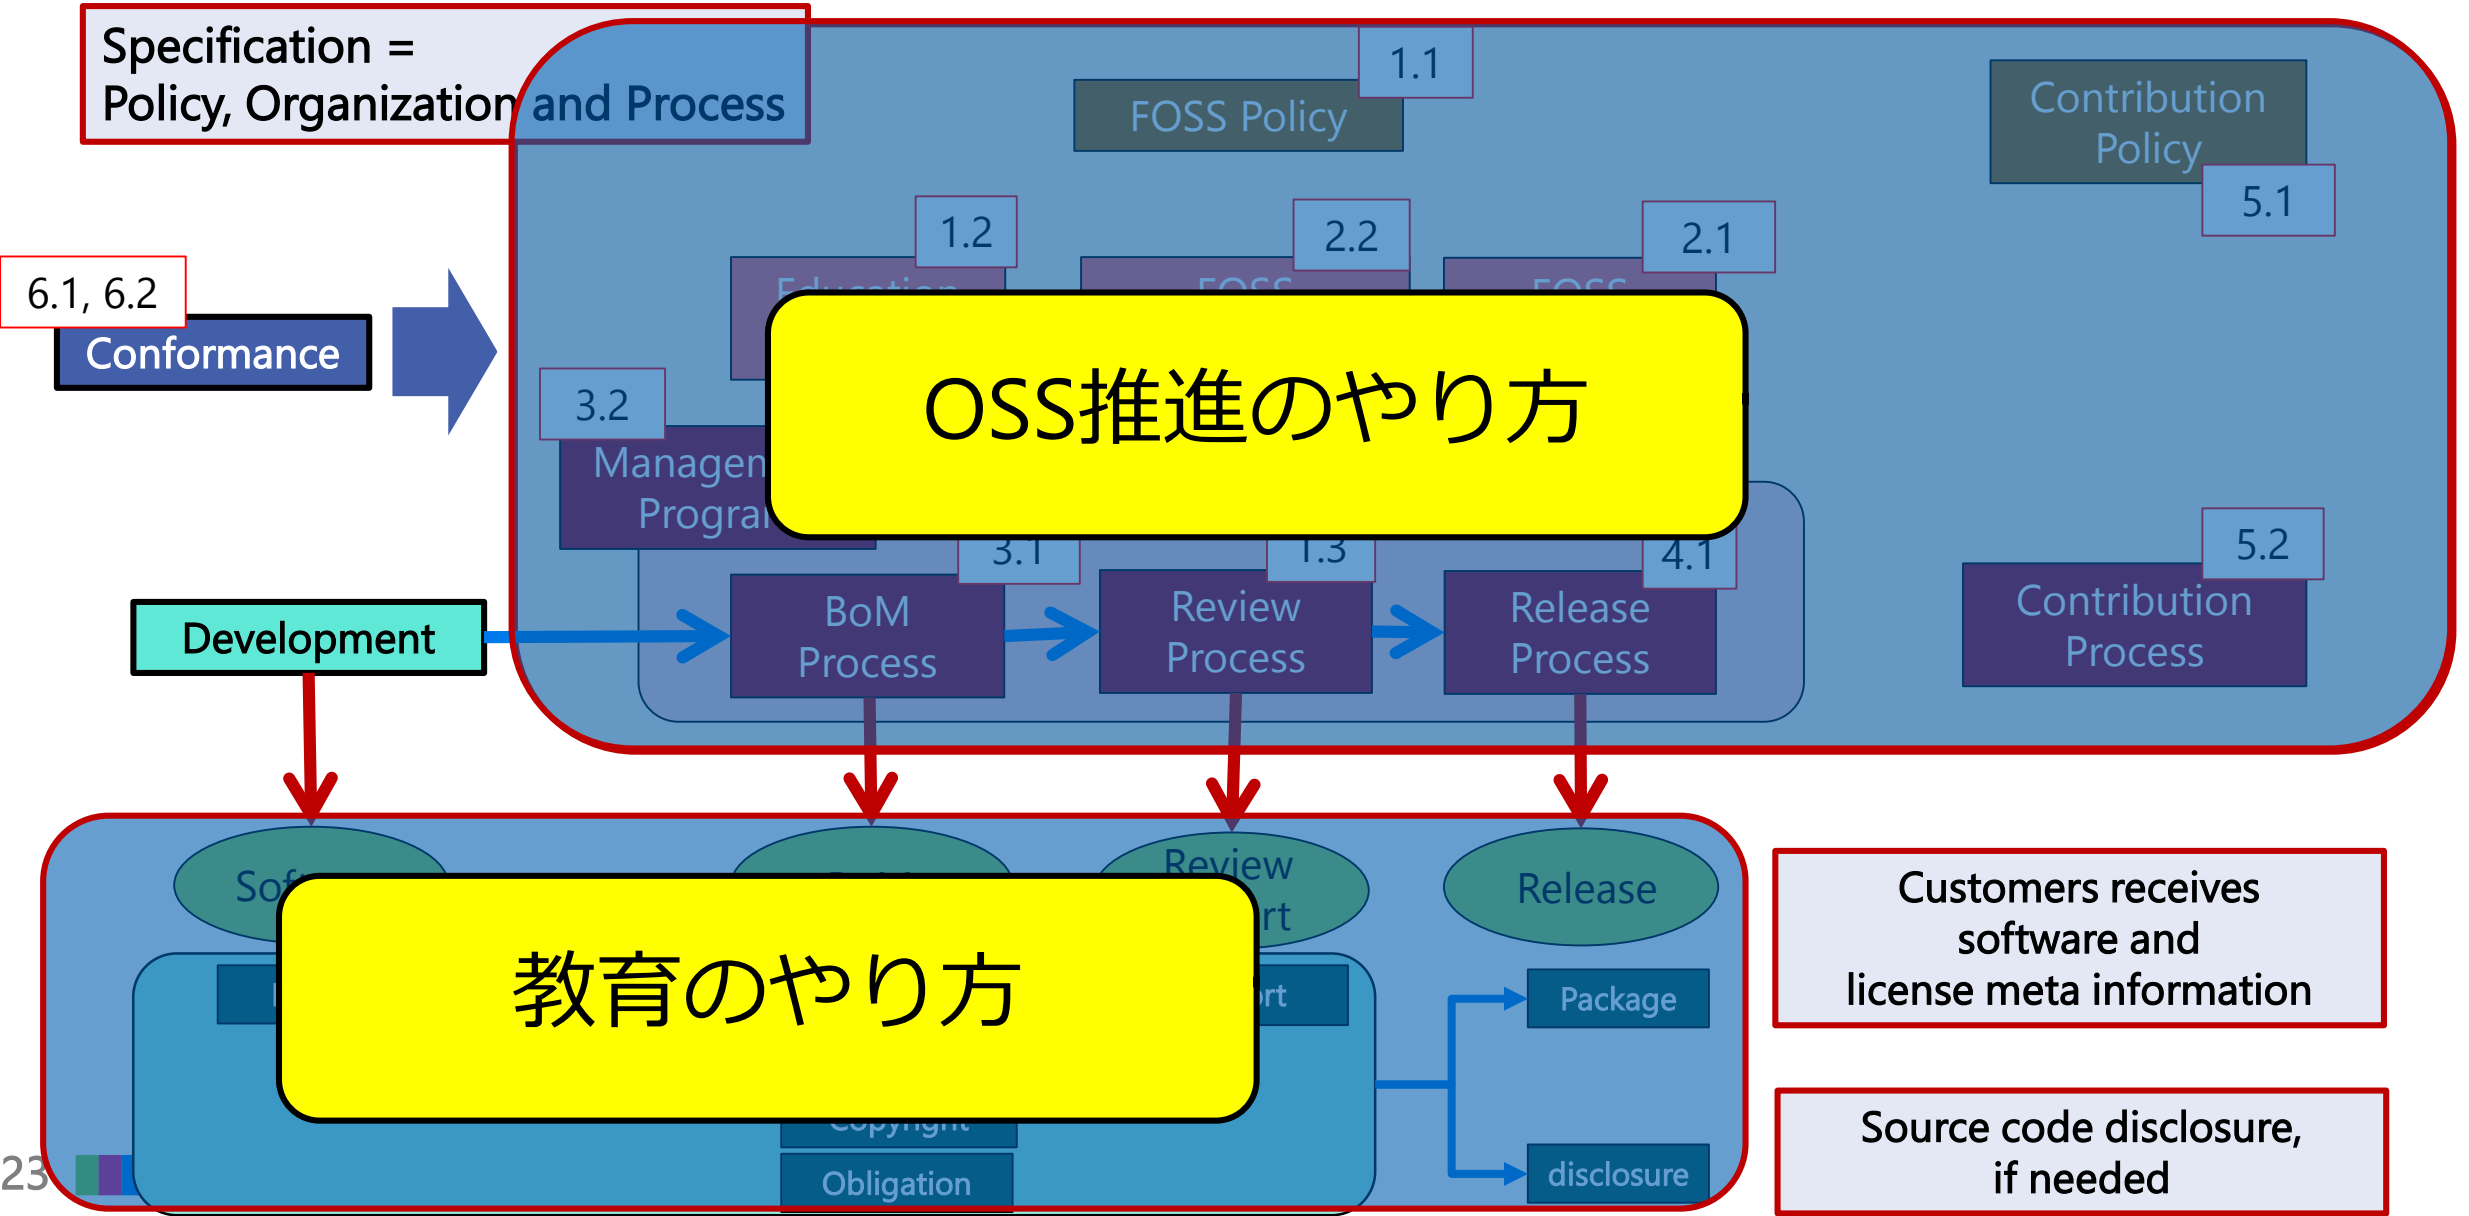 Specification =
Policy, Organization and Process
1.1
FOSS Policy
Contribution
Policy
5.1
1.2
2.2
2.1
6.1, 6.2
Conformance
3.2
OSS推進のやり方
3.1
1.3
4.1
5.2
Development
BoM
Process
Review
Process
Release
Process
Contribution
Process
Review
Release
教育のやり方
Package
Customers receives
software and
license meta information
Copyright
Obligation
disclosure
Source code disclosure,
if needed
23